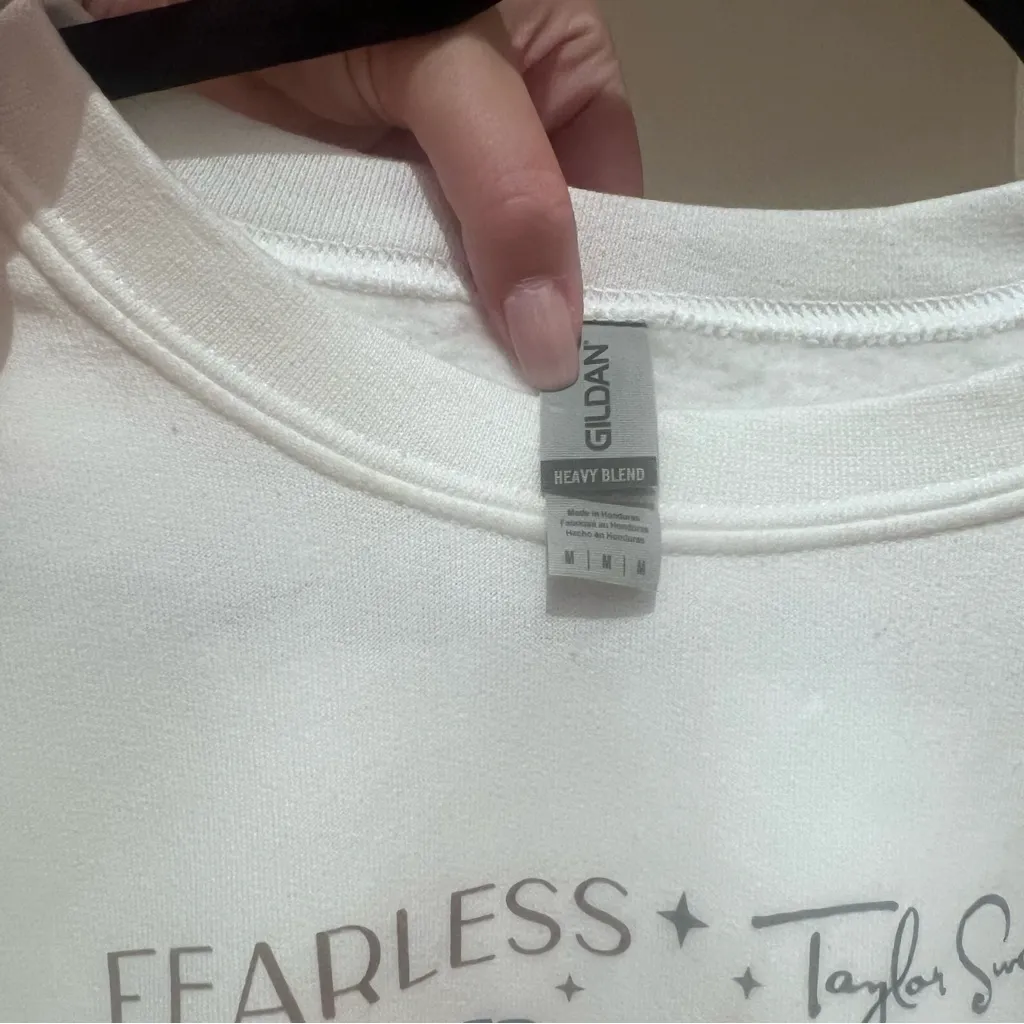 GILDAN
HEAVY BLEND
Made in Honduras
Fabriqué au Honduras
Hecho en Honduras
M | M | M
FEARLESS
Taylor